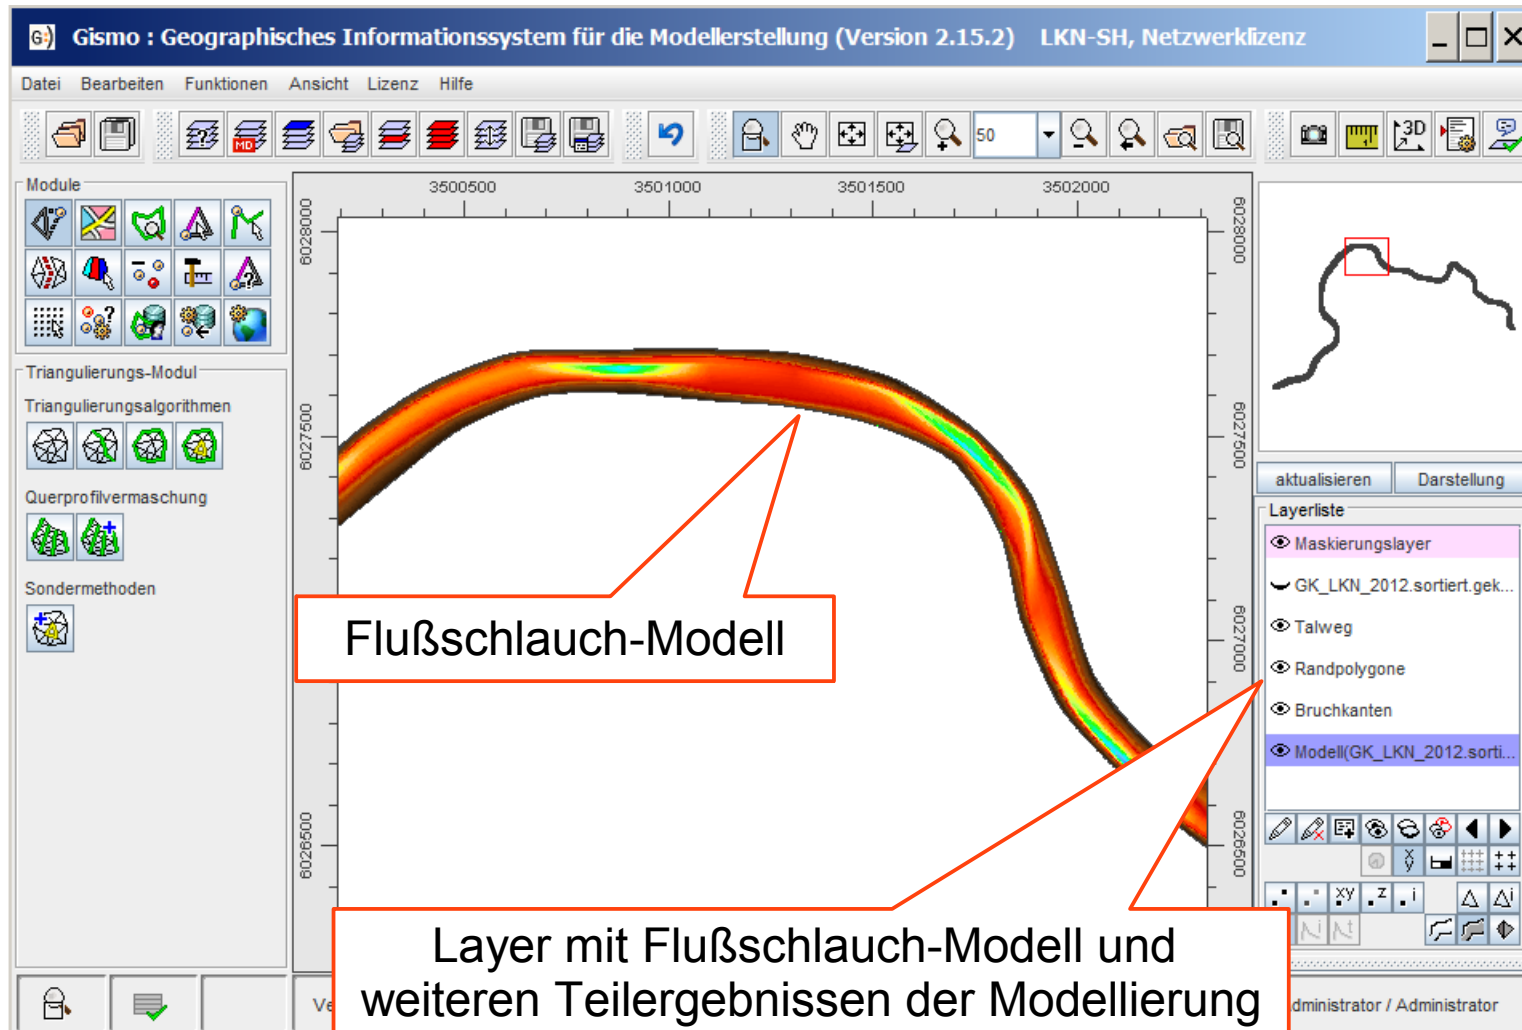 Gismo : Geographisches Informationssystem für die Modellerstellung (Version 2.15.2) LKN-SH, Netzwerklizenz
Datei Bearbeiten Funktionen Ansicht Lizenz Hilfe
50
Module
Triangulierungs-Modul
Triangulierungsalgorithmen
Querprofilvermaschung
Sondermethoden
3500500 3501000 3501500 3502000
6028000 6028000
6027500 6027500
6027000
6026500 6026500
Flußschlauch-Modell
aktualisieren Darstellung
Layerliste
Maskierungslayer
GK_LKN_2012.sortiert.gek...
Talweg
Randpolygone
Bruchkanten
Modell(GK_LKN_2012.sorti...
Layer mit Flußschlauch-Modell und
weiteren Teilergebnissen der Modellierung
Ve
dministrator / Administrator